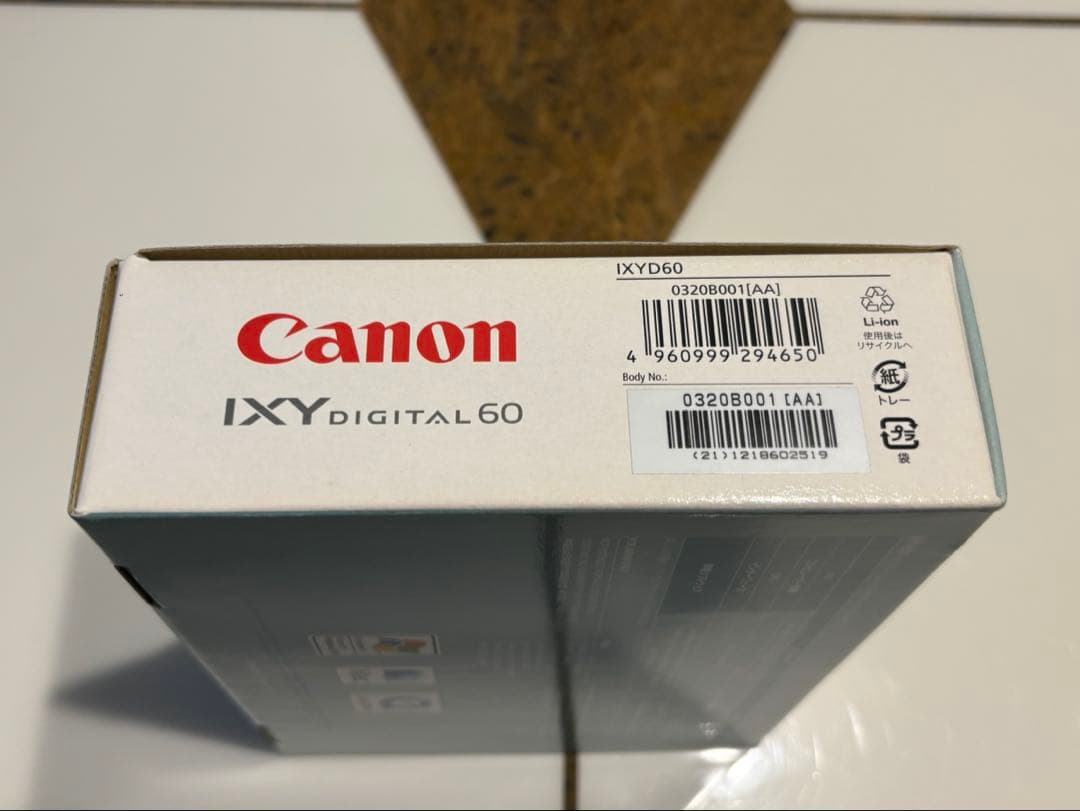 Canon
IXY DIGITAL 60
IXYD60
0320B001[AA]
4 960999 294650
Body No.:
0320B001 [AA]
(21)1218602519
Li-ion
使用後は
リサイクルへ
紙
トレー
プラ
袋